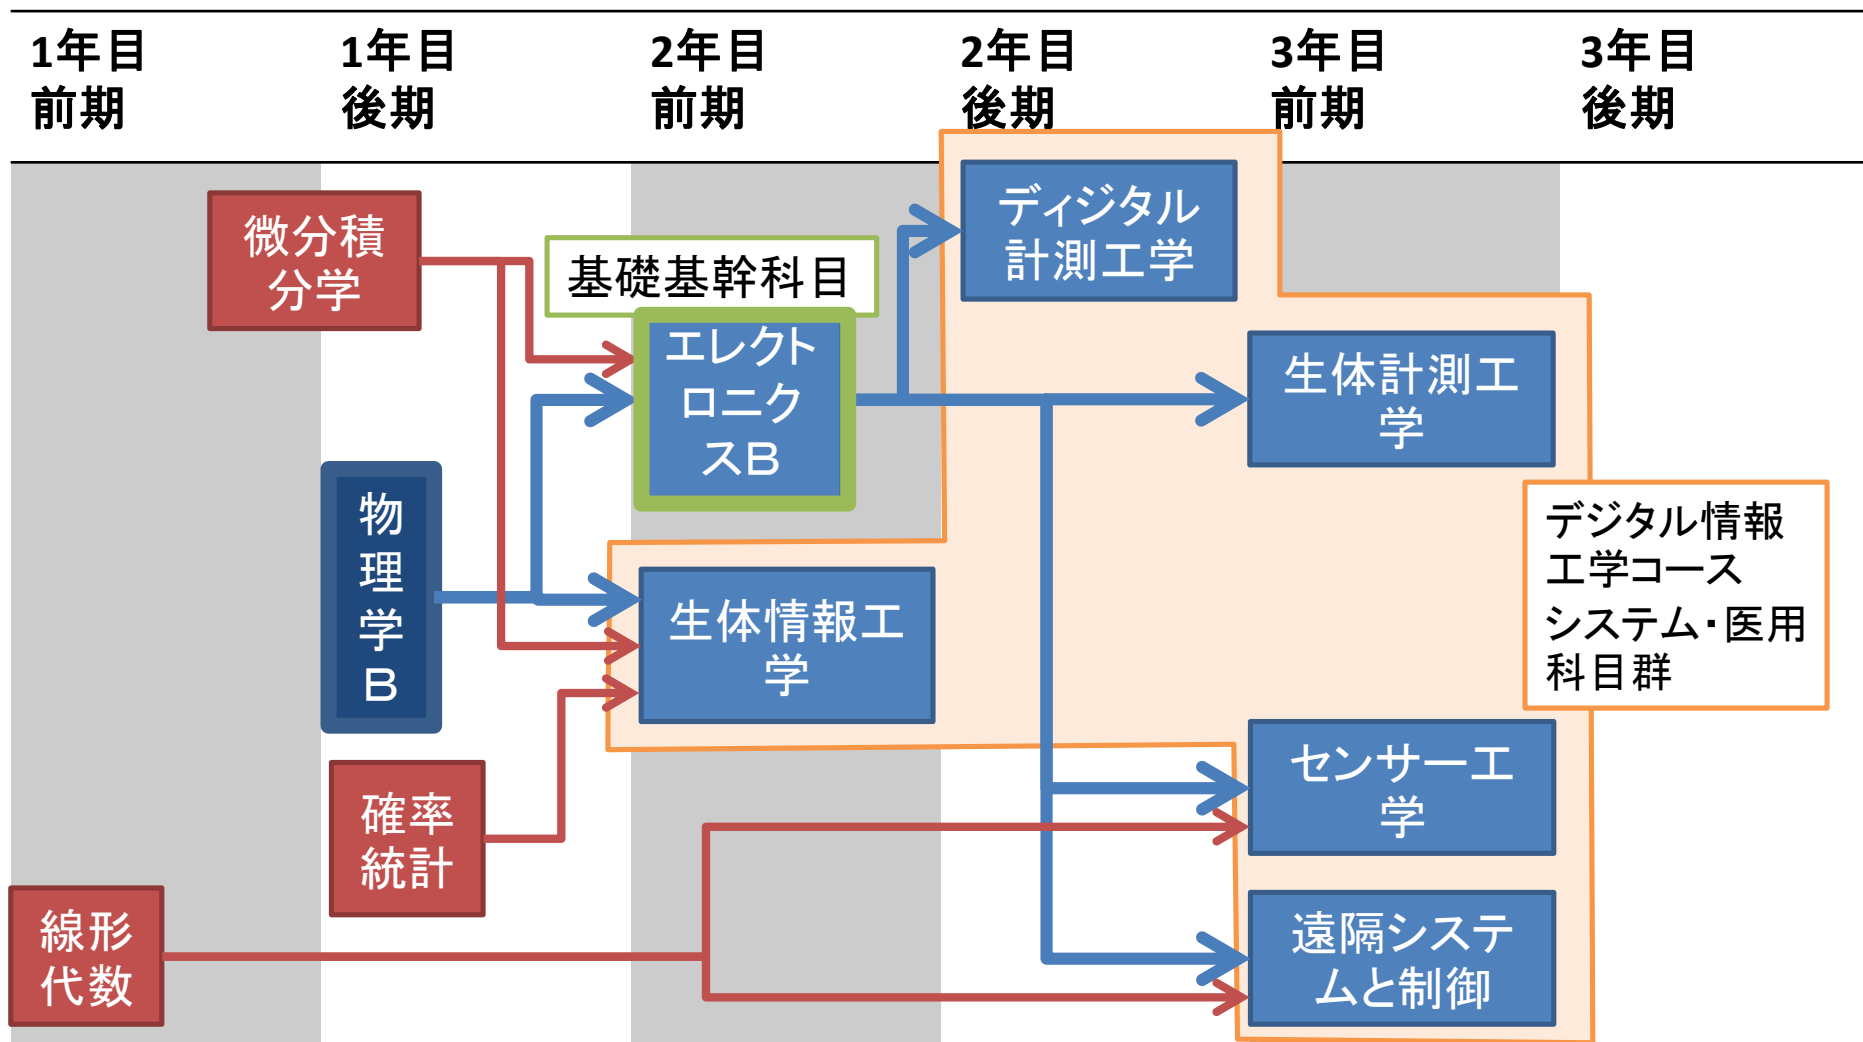 1年目
前期
1年目
後期
2年目
前期
2年目
後期
3年目
前期
3年目
後期
微分積
分学
基礎基幹科目
エレクト
ロニク
スB
ディジタル
計測工学
生体計測工
学
物
理
学
B
生体情報工
学
デジタル情報
工学コース
システム・医用
科目群
確率
統計
センサー工
学
線形
代数
遠隔システ
ムと制御